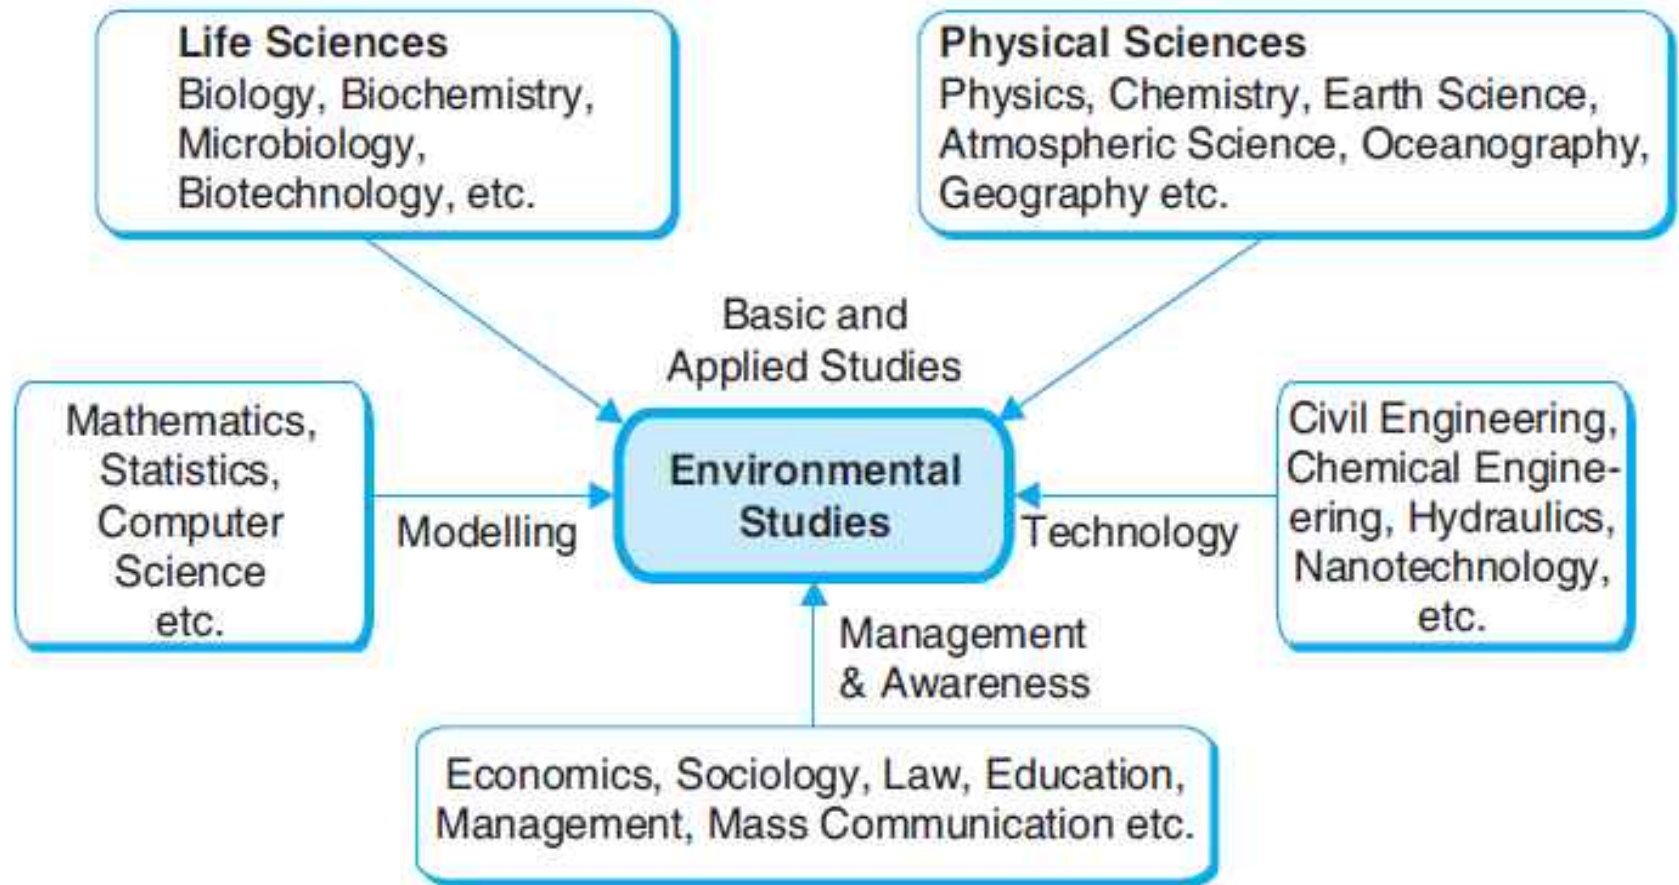 Life Sciences
Biology, Biochemistry,
Microbiology,
Biotechnology, etc.
Physical Sciences
Physics, Chemistry, Earth Science,
Atmospheric Science, Oceanography,
Geography etc.
Basic and
Applied Studies
Mathematics,
Statistics,
Computer
Science
etc.
Modelling
Environmental
Studies
Technology
Civil Engineering,
Chemical Engine-
ering, Hydraulics,
Nanotechnology,
etc.
Management
& Awareness
Economics, Sociology, Law, Education,
Management, Mass Communication etc.